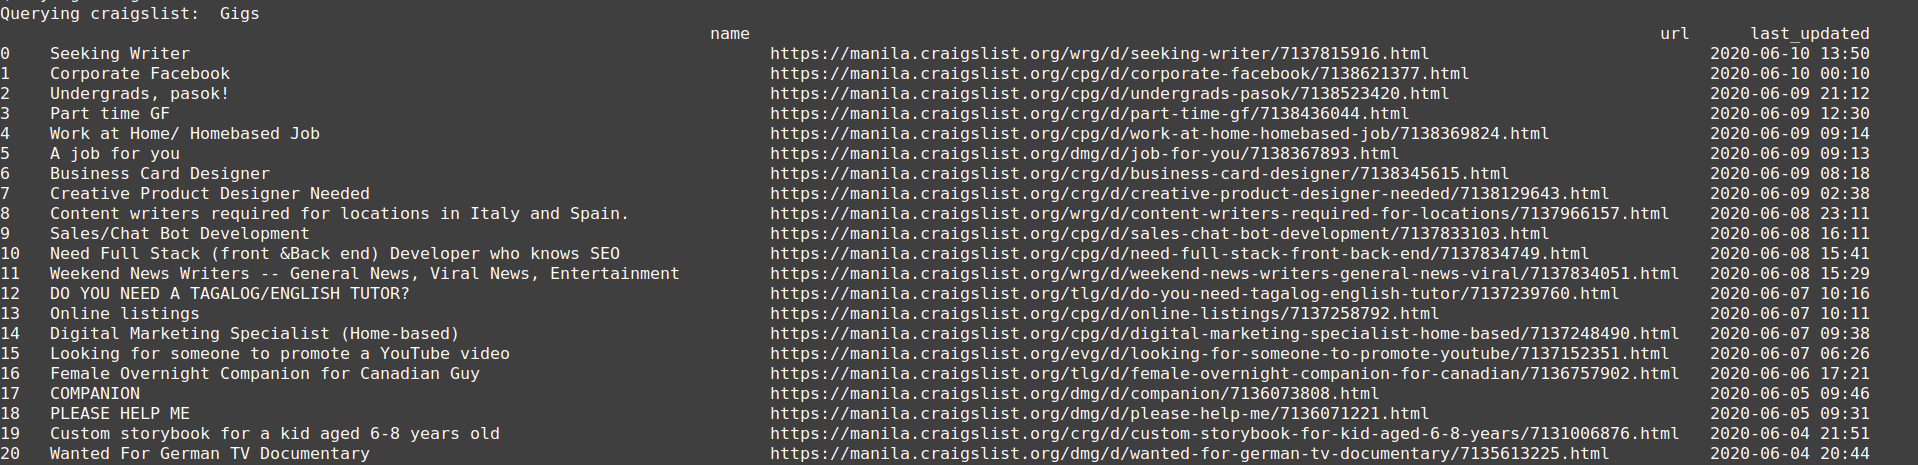 Querying craigslist:  Gigs
name url last_updated
0 Seeking Writer https://manila.craigslist.org/wrg/d/seeking-writer/7137815916.html 2020-06-10 13:50
1 Corporate Facebook https://manila.craigslist.org/cpg/d/corporate-facebook/7138621377.html 2020-06-10 00:10
2 Undergrads, pasok! https://manila.craigslist.org/cpg/d/undergrads-pasok/7138523420.html 2020-06-09 21:12
3 Part time GF https://manila.craigslist.org/crg/d/part-time-gf/7138436044.html 2020-06-09 12:30
4 Work at Home/ Homebased Job https://manila.craigslist.org/cpg/d/work-at-home-homebased-job/7138369824.html 2020-06-09 09:14
5 A job for you https://manila.craigslist.org/dmg/d/job-for-you/7138367893.html 2020-06-09 09:13
6 Business Card Designer https://manila.craigslist.org/crg/d/business-card-designer/7138345615.html 2020-06-09 08:18
7 Creative Product Designer Needed https://manila.craigslist.org/crg/d/creative-product-designer-needed/7138129643.html 2020-06-09 02:38
8 Content writers required for locations in Italy and Spain. https://manila.craigslist.org/wrg/d/content-writers-required-for-locations/7137966157.html 2020-06-08 23:11
9 Sales/Chat Bot Development https://manila.craigslist.org/cpg/d/sales-chat-bot-development/7137833103.html 2020-06-08 16:11
10 Need Full Stack (front &Back end) Developer who knows SEO https://manila.craigslist.org/cpg/d/need-full-stack-front-back-end/7137834749.html 2020-06-08 15:41
11 Weekend News Writers -- General News, Viral News, Entertainment https://manila.craigslist.org/wrg/d/weekend-news-writers-general-news-viral/7137834051.html 2020-06-08 15:29
12 DO YOU NEED A TAGALOG/ENGLISH TUTOR? https://manila.craigslist.org/tlg/d/do-you-need-tagalog-english-tutor/7137239760.html 2020-06-07 10:16
13 Online listings https://manila.craigslist.org/cpg/d/online-listings/7137258792.html 2020-06-07 10:11
14 Digital Marketing Specialist (Home-based) https://manila.craigslist.org/cpg/d/digital-marketing-specialist-home-based/7137248490.html 2020-06-07 09:38
15 Looking for someone to promote a YouTube video https://manila.craigslist.org/evg/d/looking-for-someone-to-promote-youtube/7137152351.html 2020-06-07 06:26
16 Female Overnight Companion for Canadian Guy https://manila.craigslist.org/tlg/d/female-overnight-companion-for-canadian/7136757902.html 2020-06-06 17:21
17 COMPANION https://manila.craigslist.org/dmg/d/companion/7136073808.html 2020-06-05 09:46
18 PLEASE HELP ME https://manila.craigslist.org/dmg/d/please-help-me/7136071221.html 2020-06-05 09:31
19 Custom storybook for a kid aged 6-8 years old https://manila.craigslist.org/crg/d/custom-storybook-for-kid-aged-6-8-years/7131006876.html 2020-06-04 21:51
20 Wanted For German TV Documentary https://manila.craigslist.org/dmg/d/wanted-for-german-tv-documentary/7135613225.html 2020-06-04 20:44